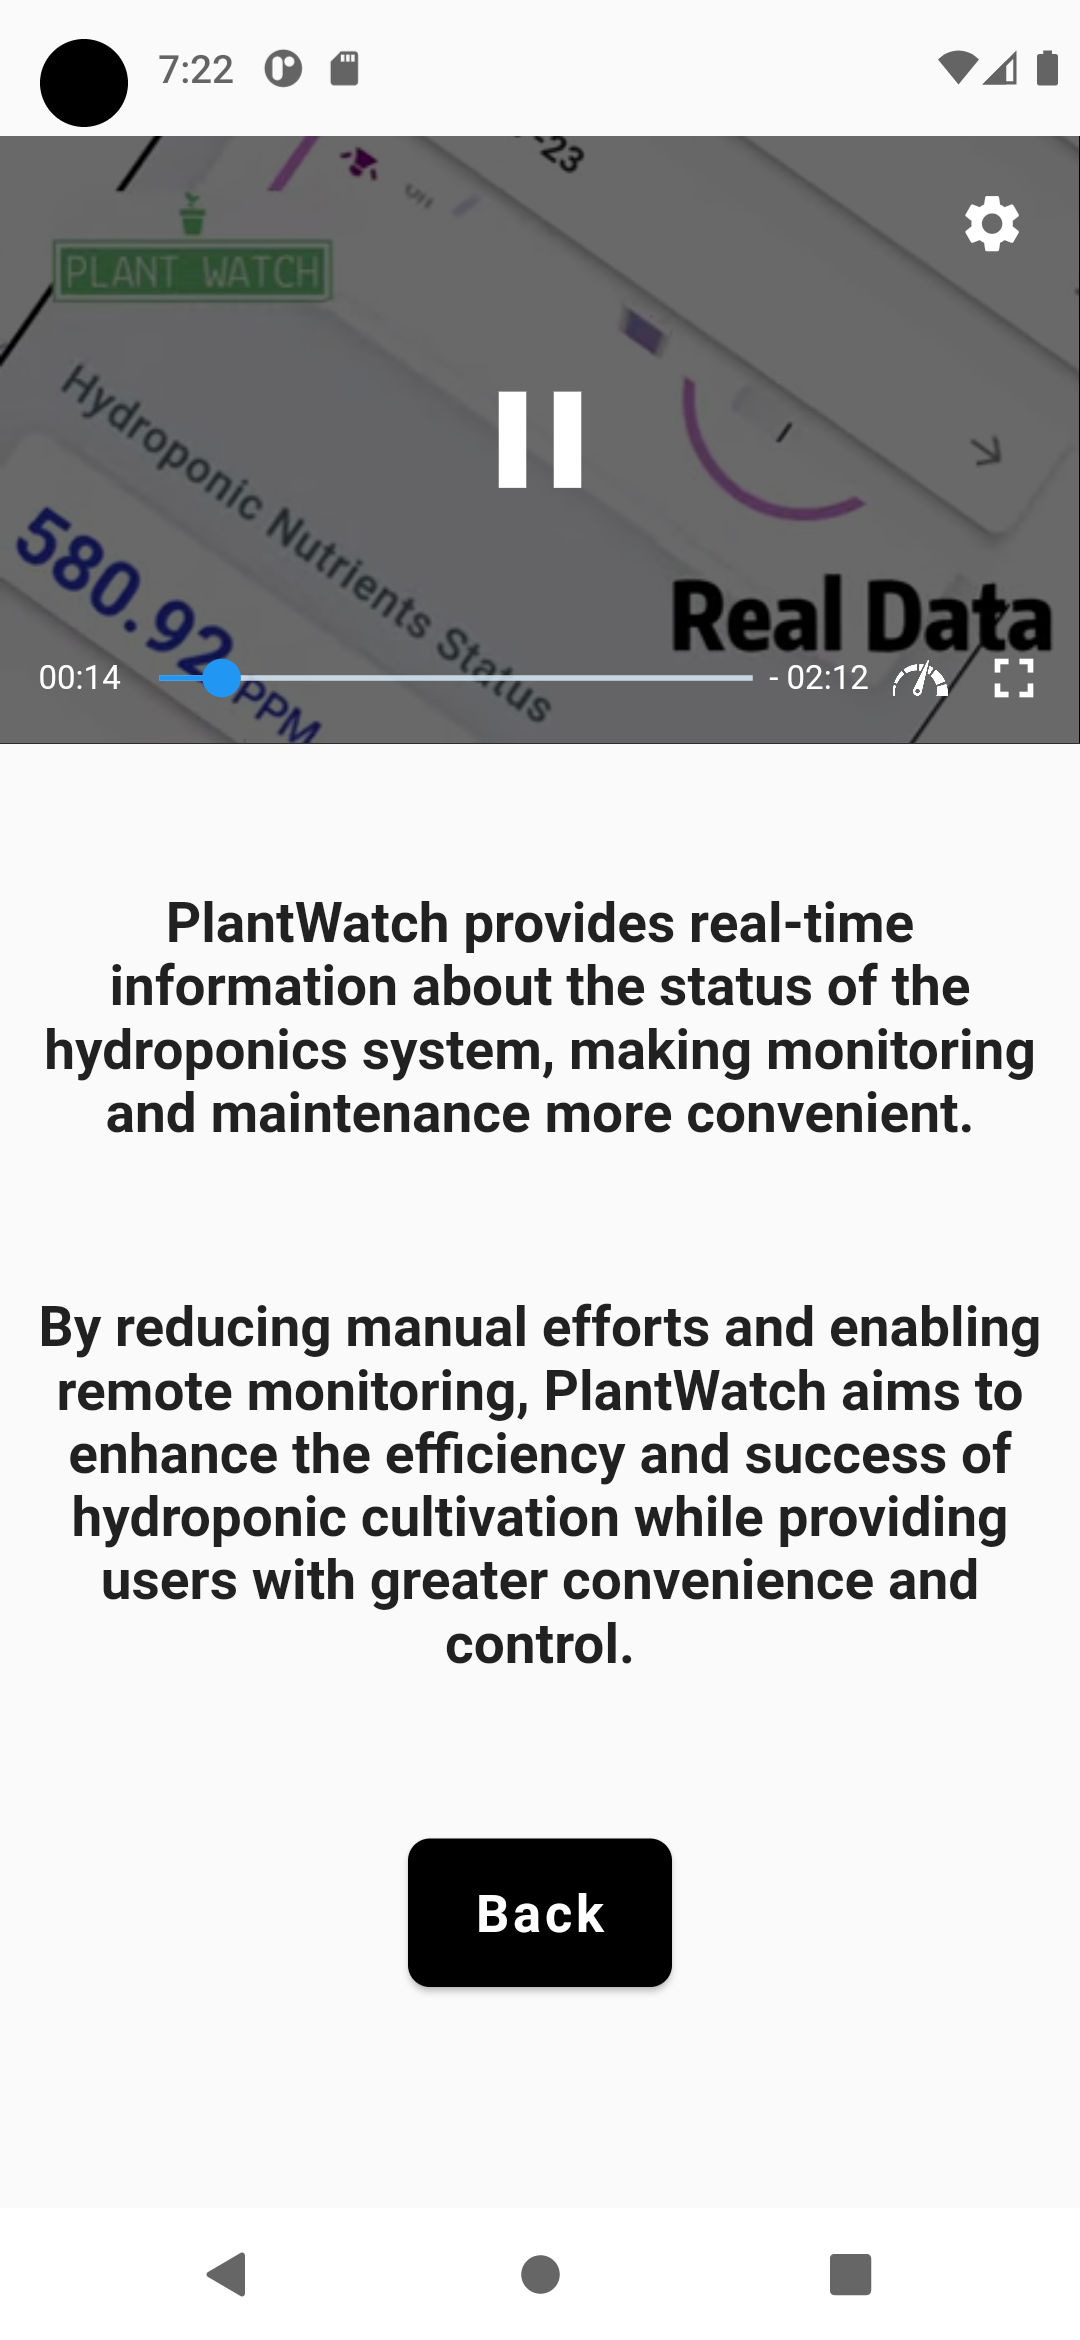 7:22
-23
PLANT WATCH
Hydroponic Nutrients Status
580.92 PPM
Real Data
00:14
- 02:12
PlantWatch provides real-time
information about the status of the
hydroponics system, making monitoring
and maintenance more convenient.
By reducing manual efforts and enabling
remote monitoring, PlantWatch aims to
enhance the efficiency and success of
hydroponic cultivation while providing
users with greater convenience and
control.
Back